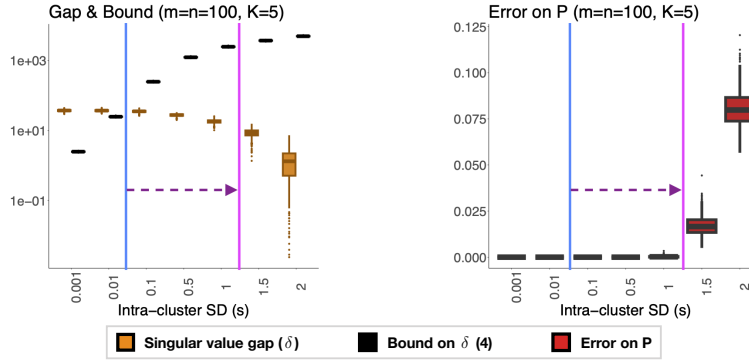 Gap & Bound (m=n=100, K=5)
1e+03
1e+01
1e−01
0.001
0.01
0.1
0.5
1
1.5
2
Intra-cluster SD (s)
Error on P (m=n=100, K=5)
0.125
0.100
0.075
0.050
0.025
0.000
0.001
0.01
0.1
0.5
1
1.5
2
Intra-cluster SD (s)
Singular value gap (δ)
Bound on δ (4)
Error on P